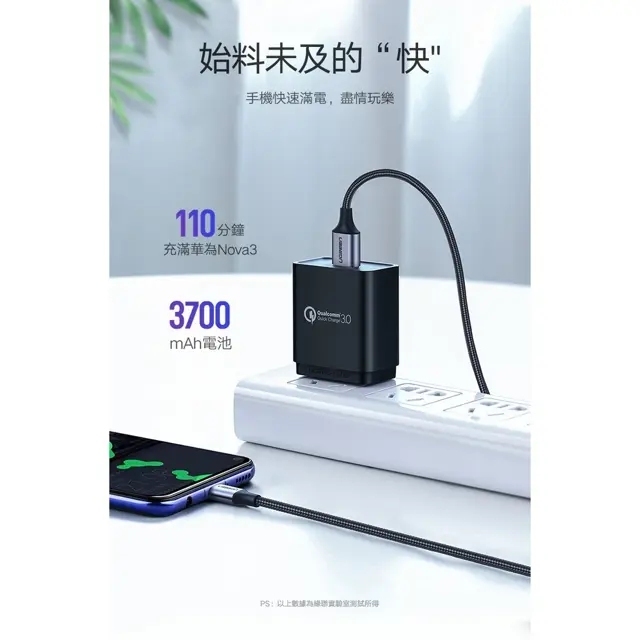 始料未及的“快"
手機快速滿電，盡情玩樂
110分鐘
充滿華為Nova3
3700
mAh電池
UGREEN
Qualcomm
Quick Charge 3.0
PS：以上數據為綠聯實驗室測試所得